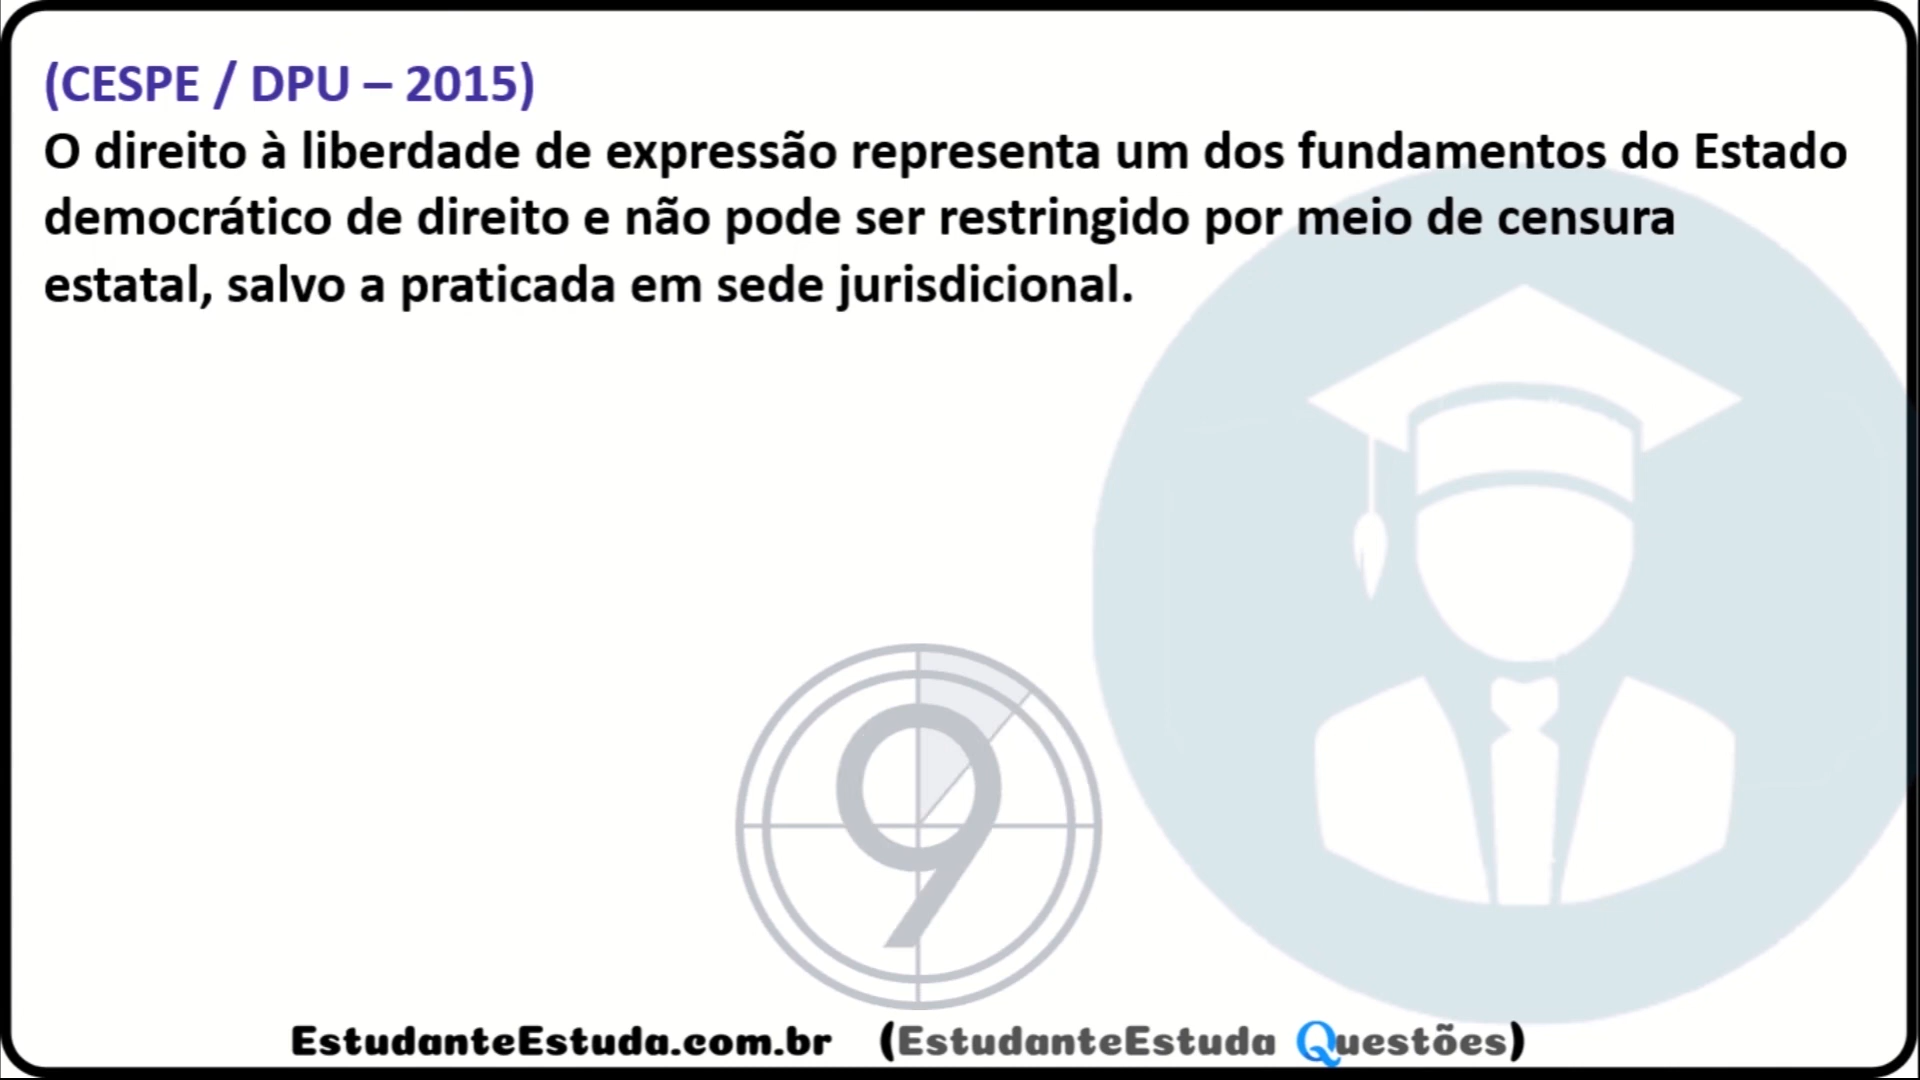 (CESPE / DPU – 2015)
O direito à liberdade de expressão representa um dos fundamentos do Estado
democrático de direito e não pode ser restringido por meio de censura
estatal, salvo a praticada em sede jurisdicional.
9
EstudanteEstuda.com.br (EstudanteEstuda Questões)